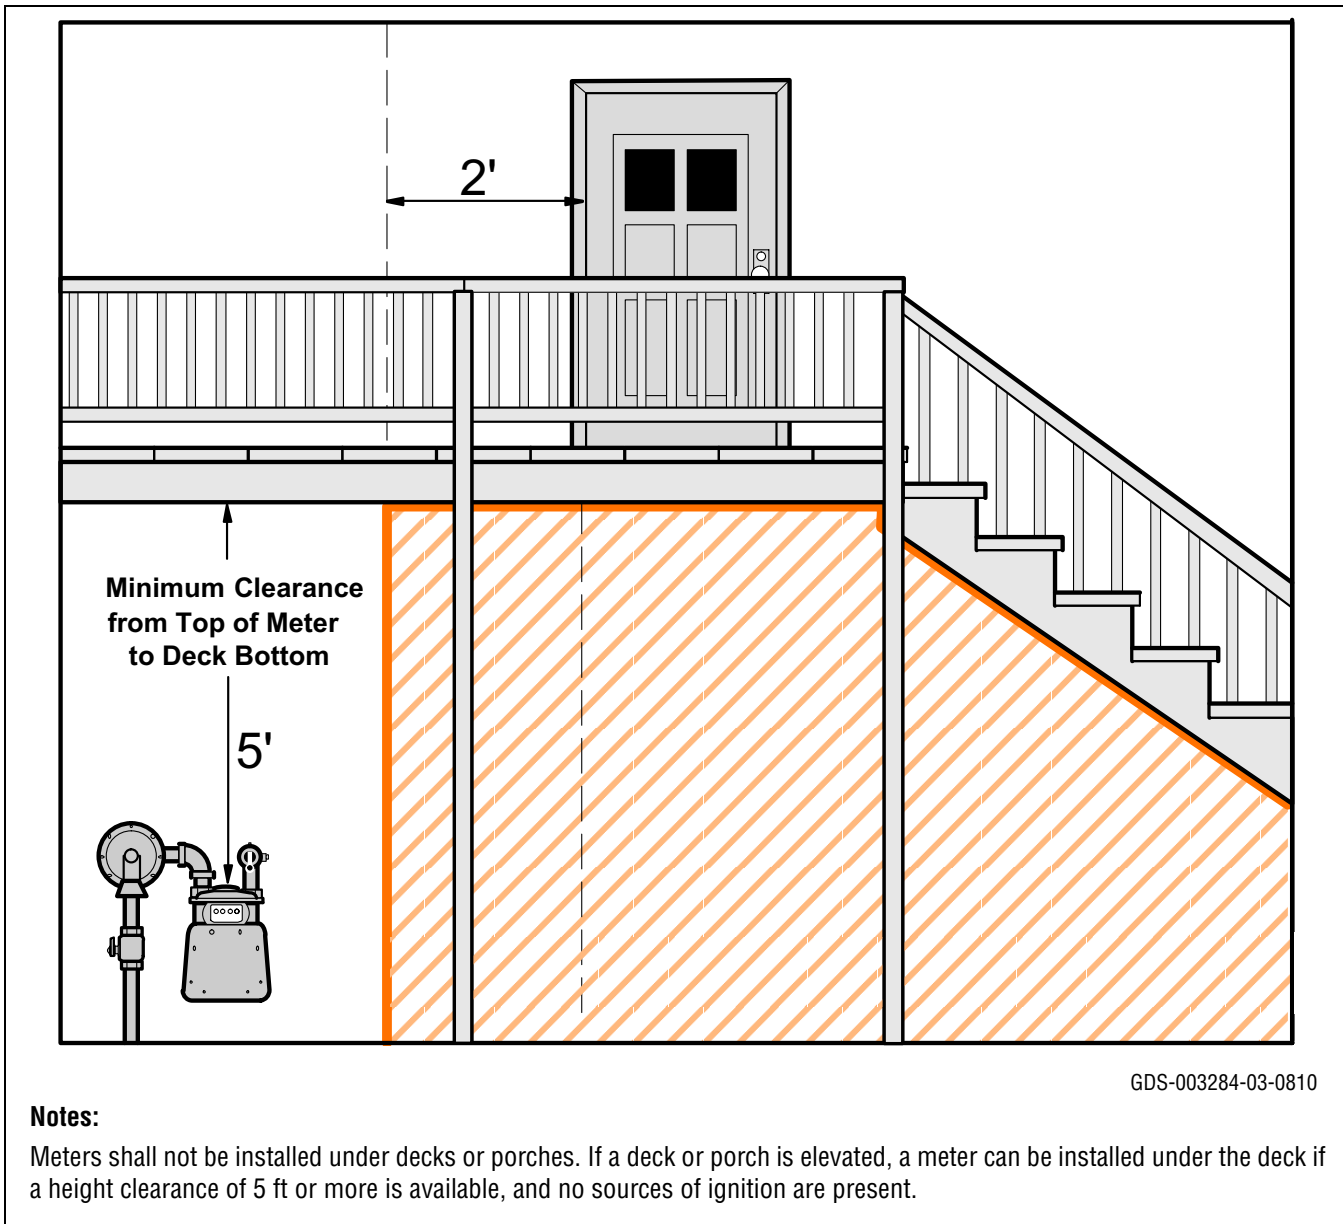 2'
Minimum Clearance
from Top of Meter
to Deck Bottom
5'
GDS-003284-03-0810
Notes:
Meters shall not be installed under decks or porches. If a deck or porch is elevated, a meter can be installed under the deck if
a height clearance of 5 ft or more is available, and no sources of ignition are present.